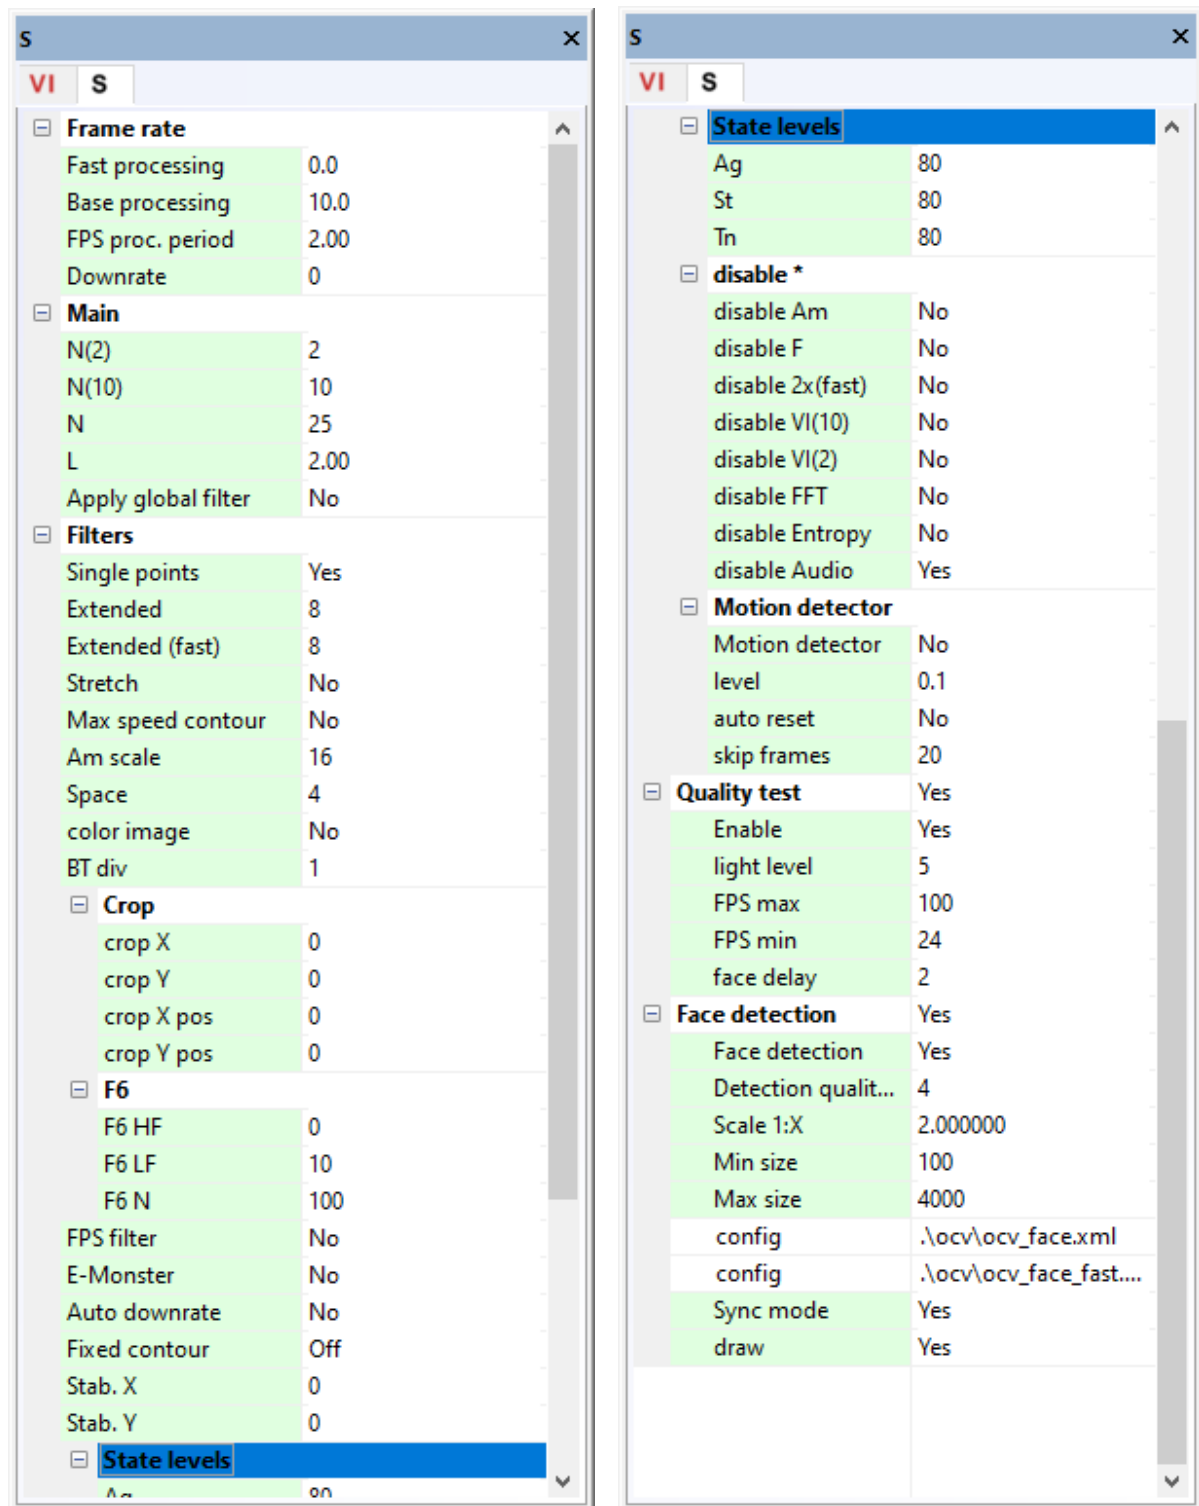 S
VI S
Frame rate
Fast processing 0.0
Base processing 10.0
FPS proc. period 2.00
Downrate 0
Main
N(2) 2
N(10) 10
N 25
L 2.00
Apply global filter No
Filters
Single points Yes
Extended 8
Extended (fast) 8
Stretch No
Max speed contour No
Am scale 16
Space 4
color image No
BT div 1
Crop
crop X 0
crop Y 0
crop X pos 0
crop Y pos 0
F6
F6 HF 0
F6 LF 10
F6 N 100
FPS filter No
E-Monster No
Auto downrate No
Fixed contour Off
Stab. X 0
Stab. Y 0
State levels
Ag 80
S
VI S
State levels
Ag 80
St 80
Tn 80
disable *
disable Am No
disable F No
disable 2x(fast) No
disable VI(10) No
disable VI(2) No
disable FFT No
disable Entropy No
disable Audio Yes
Motion detector
Motion detector No
level 0.1
auto reset No
skip frames 20
Quality test Yes
Enable Yes
light level 5
FPS max 100
FPS min 24
face delay 2
Face detection Yes
Face detection Yes
Detection qualit... 4
Scale 1:X 2.000000
Min size 100
Max size 4000
config .\ocv\ocv_face.xml
config .\ocv\ocv_face_fast....
Sync mode Yes
draw Yes